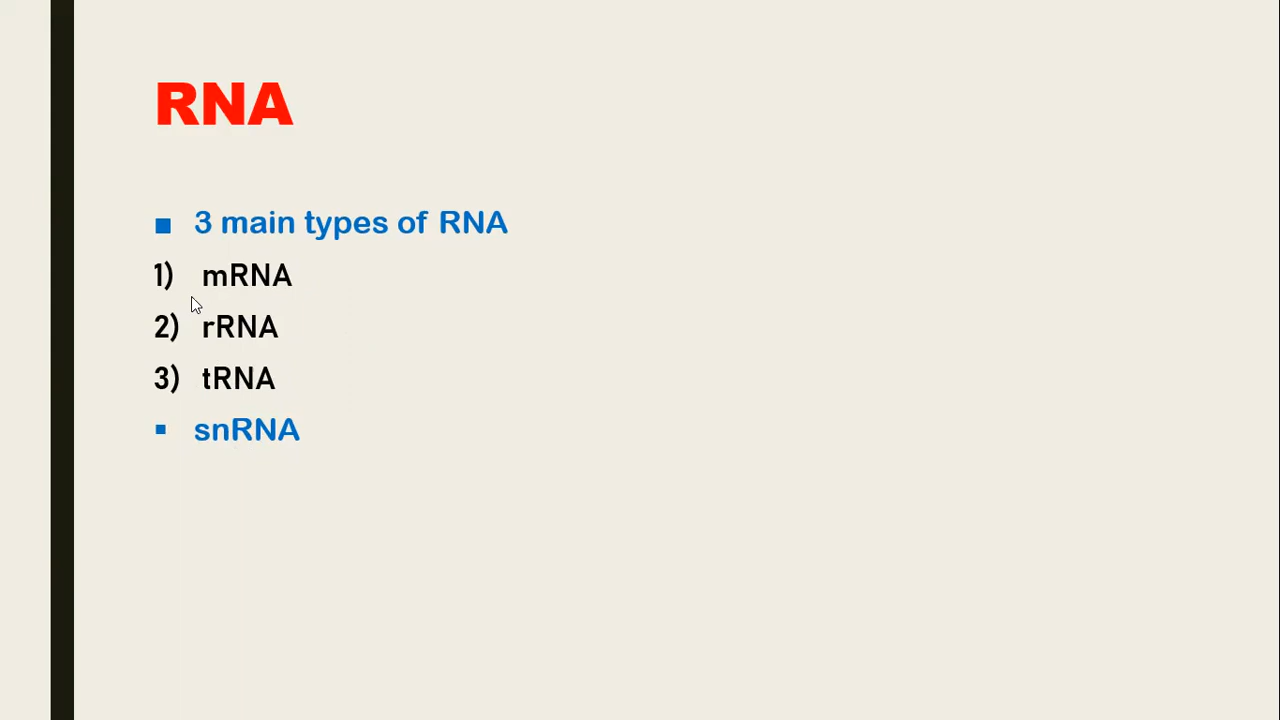 RNA
■ 3 main types of RNA
1) mRNA
2) rRNA
3) tRNA
▪ snRNA